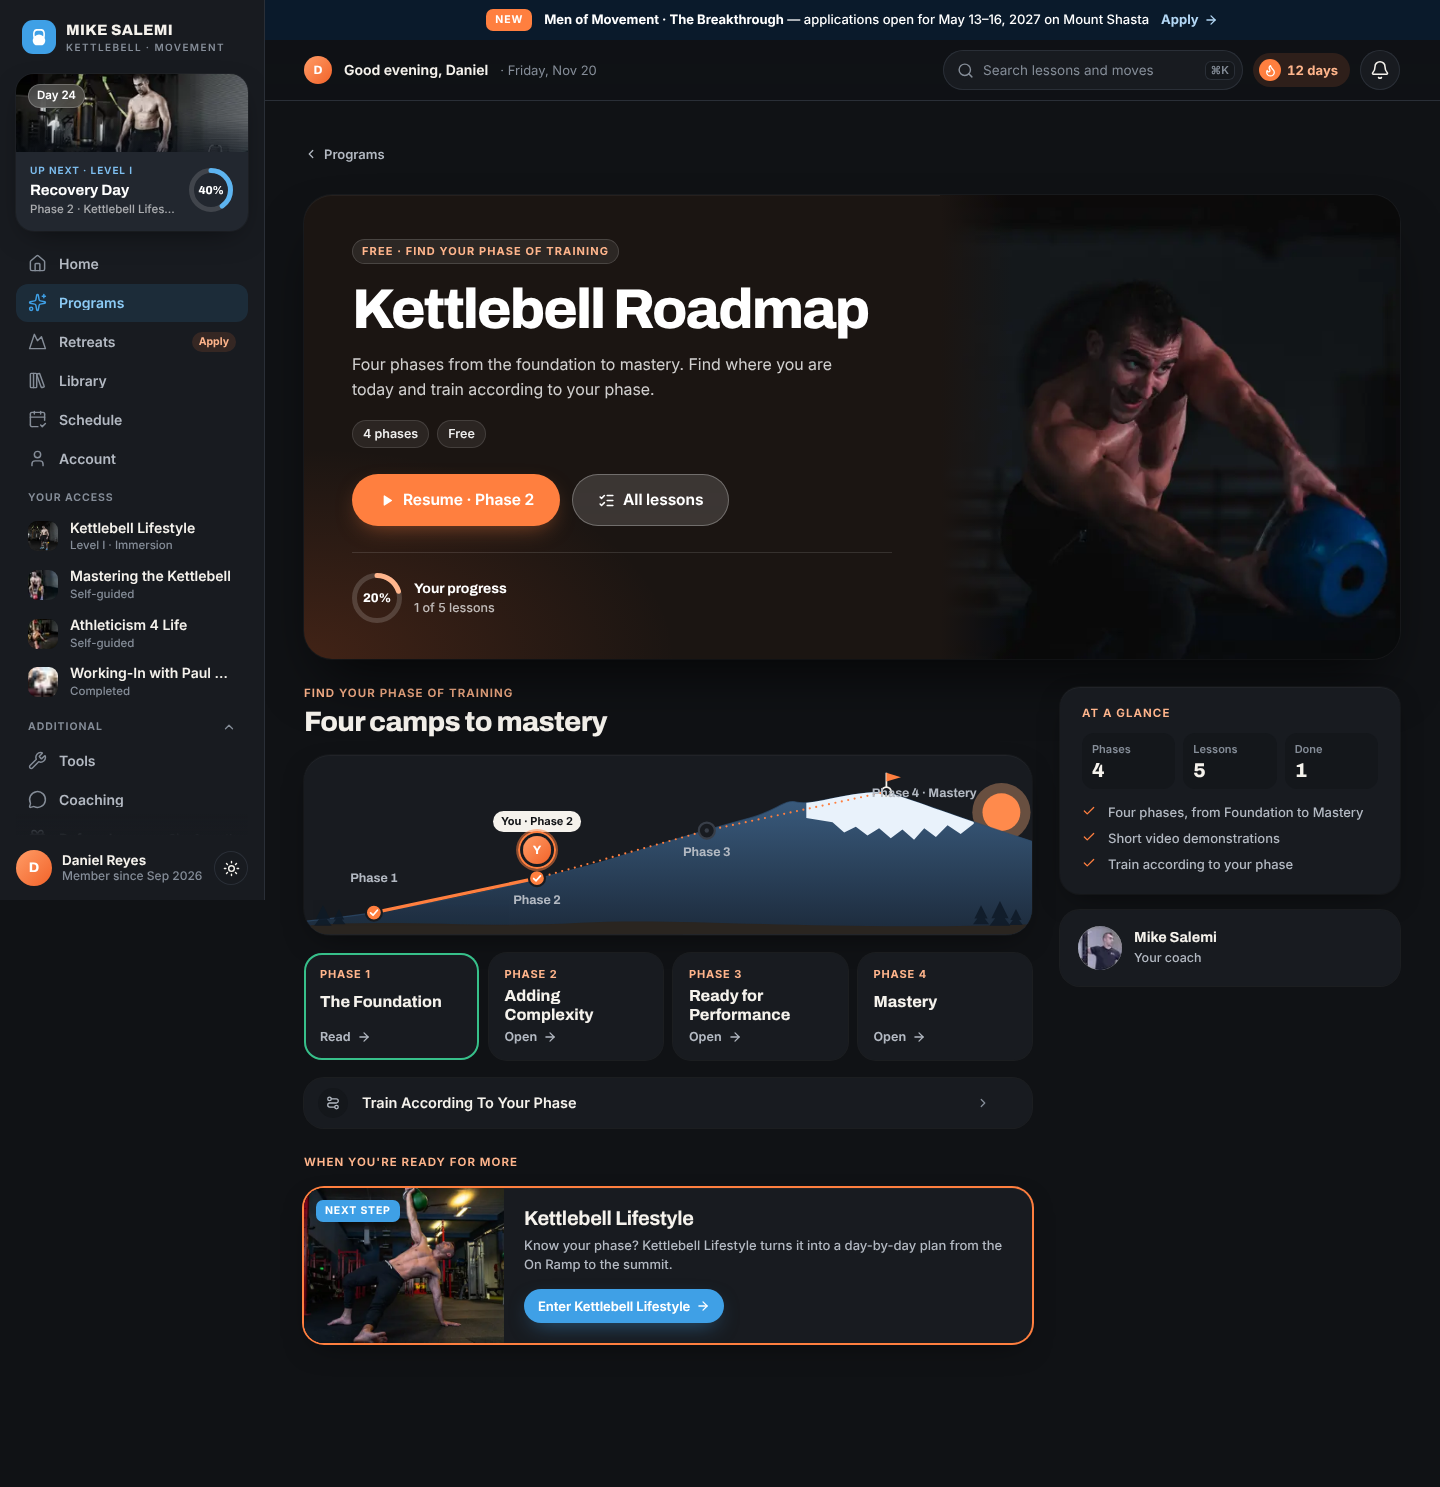 MIKE SALEMI
KETTLEBELL · MOVEMENT
Day 24
UP NEXT · LEVEL I
Recovery Day
Phase 2 · Kettlebell Lifes...
40%
Home
Programs
Retreats
Apply
Library
Schedule
Account
YOUR ACCESS
Kettlebell Lifestyle
Level I · Immersion
Mastering the Kettlebell
Self-guided
Athleticism 4 Life
Self-guided
Working-In with Paul ...
Completed
ADDITIONAL
Tools
Coaching
D
Daniel Reyes
Member since Sep 2026
NEW Men of Movement · The Breakthrough — applications open for May 13–16, 2027 on Mount Shasta Apply →
D Good evening, Daniel · Friday, Nov 20
Search lessons and moves ⌘K
12 days
Programs
FREE · FIND YOUR PHASE OF TRAINING
Kettlebell Roadmap
Four phases from the foundation to mastery. Find where you are
today and train according to your phase.
4 phases Free
Resume · Phase 2
All lessons
20%
Your progress
1 of 5 lessons
FIND YOUR PHASE OF TRAINING
Four camps to mastery
Phase 4 · Mastery
You · Phase 2
Y
Phase 3
Phase 1
Phase 2
PHASE 1
The Foundation
Read →
PHASE 2
Adding
Complexity
Open →
PHASE 3
Ready for
Performance
Open →
PHASE 4
Mastery
Open →
Train According To Your Phase
WHEN YOU'RE READY FOR MORE
NEXT STEP
Kettlebell Lifestyle
Know your phase? Kettlebell Lifestyle turns it into a day-by-day plan from the
On Ramp to the summit.
Enter Kettlebell Lifestyle →
AT A GLANCE
Phases
4
Lessons
5
Done
1
Four phases, from Foundation to Mastery
Short video demonstrations
Train according to your phase
Mike Salemi
Your coach